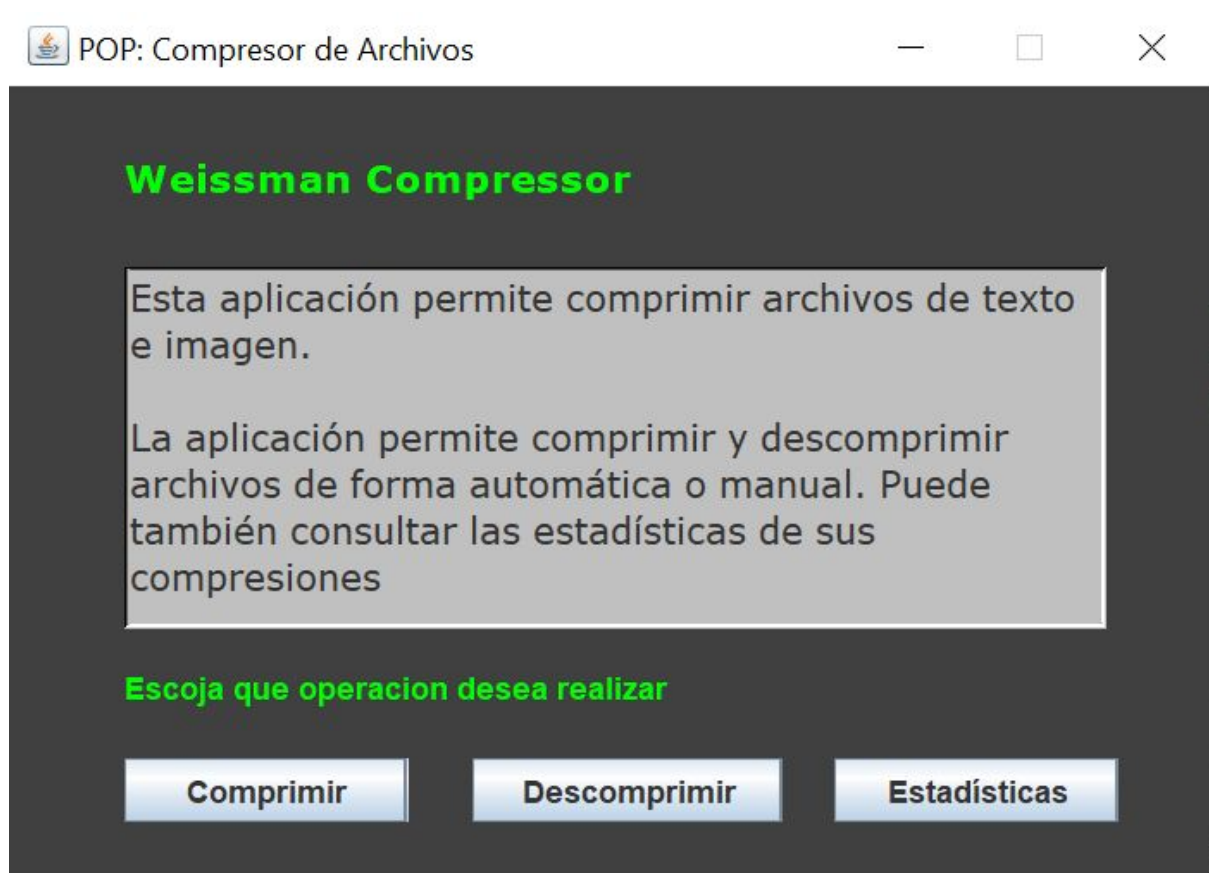 POP: Compresor de Archivos
Weissman Compressor
Esta aplicación permite comprimir archivos de texto
e imagen.
La aplicación permite comprimir y descomprimir
archivos de forma automática o manual. Puede
también consultar las estadísticas de sus
compresiones
Escoja que operacion desea realizar
Comprimir Descomprimir Estadísticas